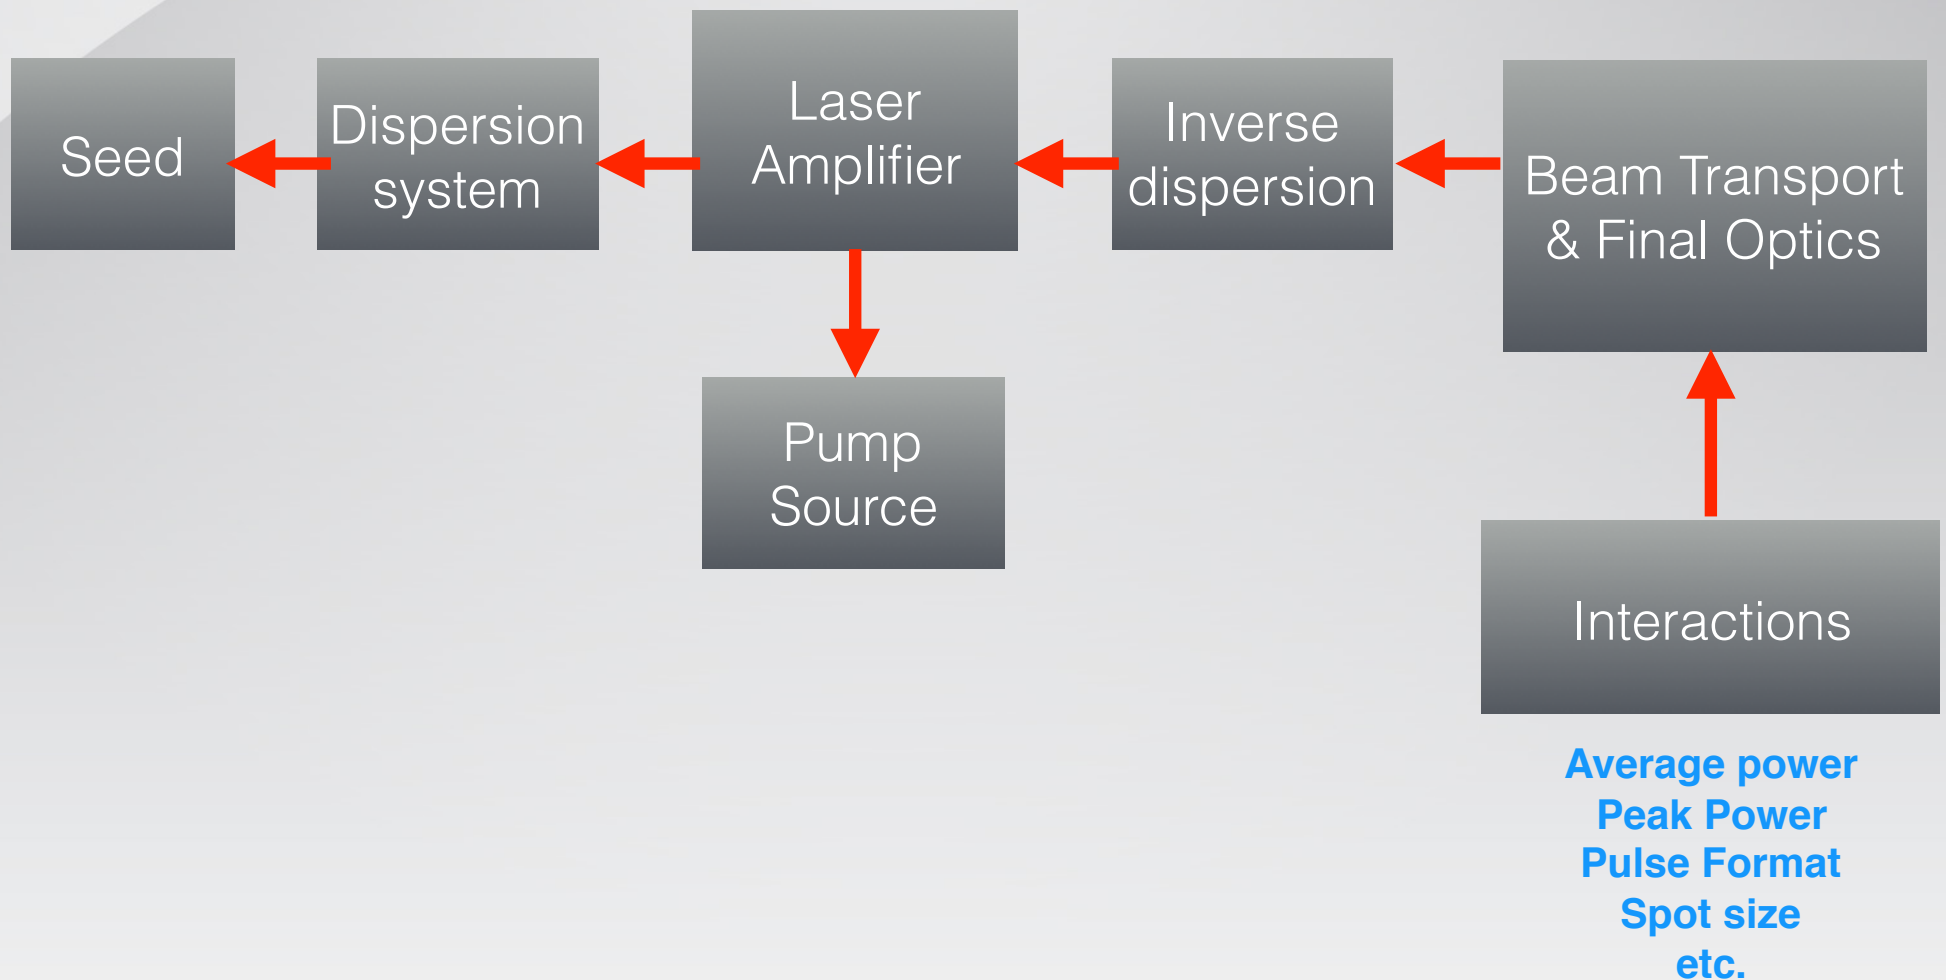 Seed
Dispersion
system
Laser
Amplifier
Inverse
dispersion
Beam Transport
& Final Optics
Pump
Source
Interactions
Average power
Peak Power
Pulse Format
Spot size
etc.